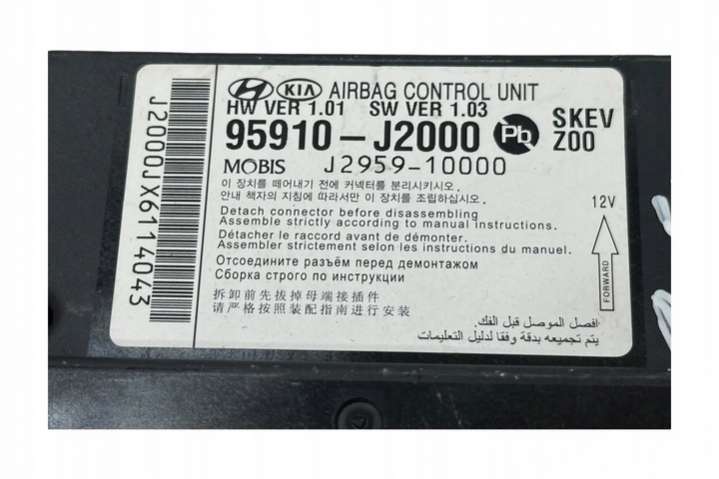 HYUNDAI KIA AIRBAG CONTROL UNIT
HW VER 1.01 SW VER 1.03
95910-J2000 Pb SKEV
Z00
MOBIS J2959-10000
이 장치를 떼어내기 전에 커넥터를 분리시키시오.
안내 책자의 지침에 따라서만 이 장치를 조립하십시오.
Detach connector before disassembling
Assemble strictly according to manual instructions.
Détacher le raccord avant de démonter.
Assembler strictement selon les instructions du manuel.
Отсоедините разъём перед демонтажом
Сборка строго по инструкции
拆卸前先拔掉母端接插件
请严格按照装配指南进行安装
افصل الموصل قبل الفك.
يتم تجميعه بدقة وفقا لدليل التعليمات
12V
FORWARD
J2000JX6114043